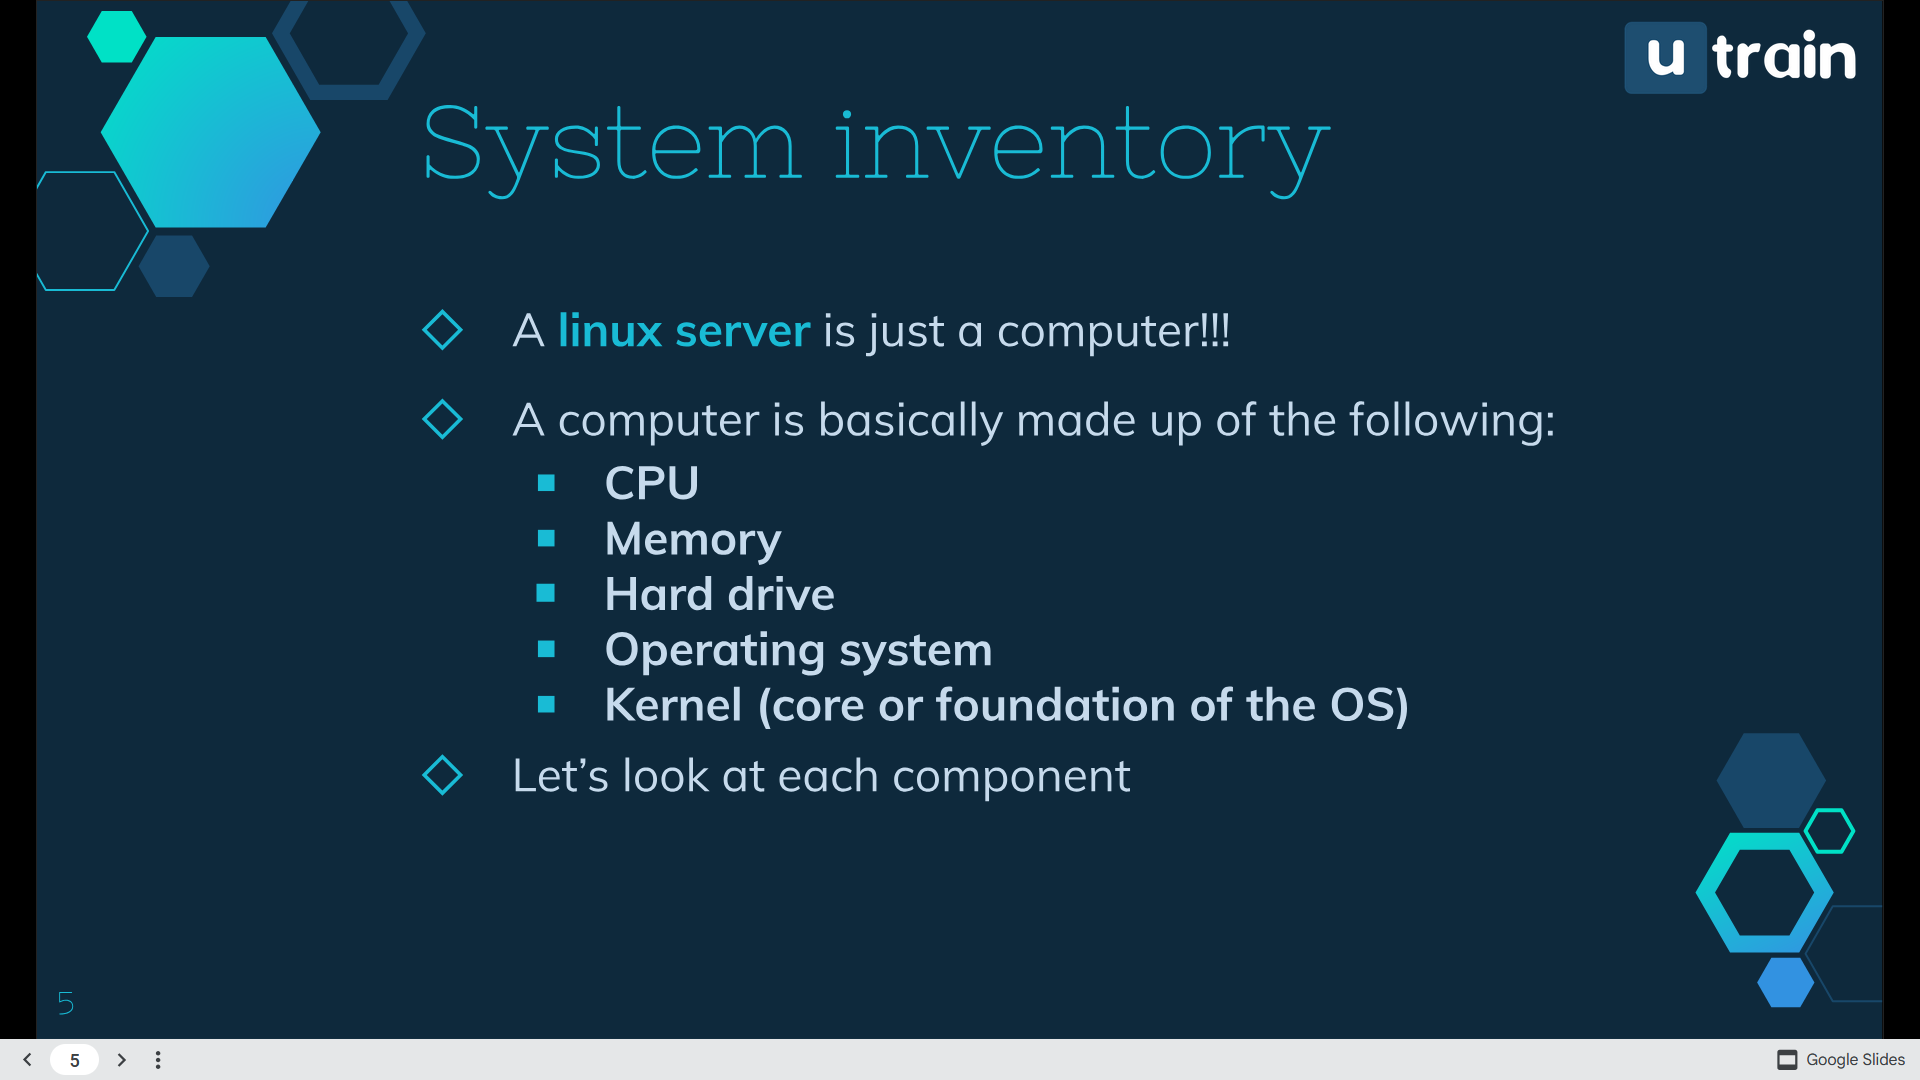 u train
System inventory
A linux server is just a computer!!!
A computer is basically made up of the following:
CPU
Memory
Hard drive
Operating system
Kernel (core or foundation of the OS)
Let’s look at each component
5
5
Google Slides